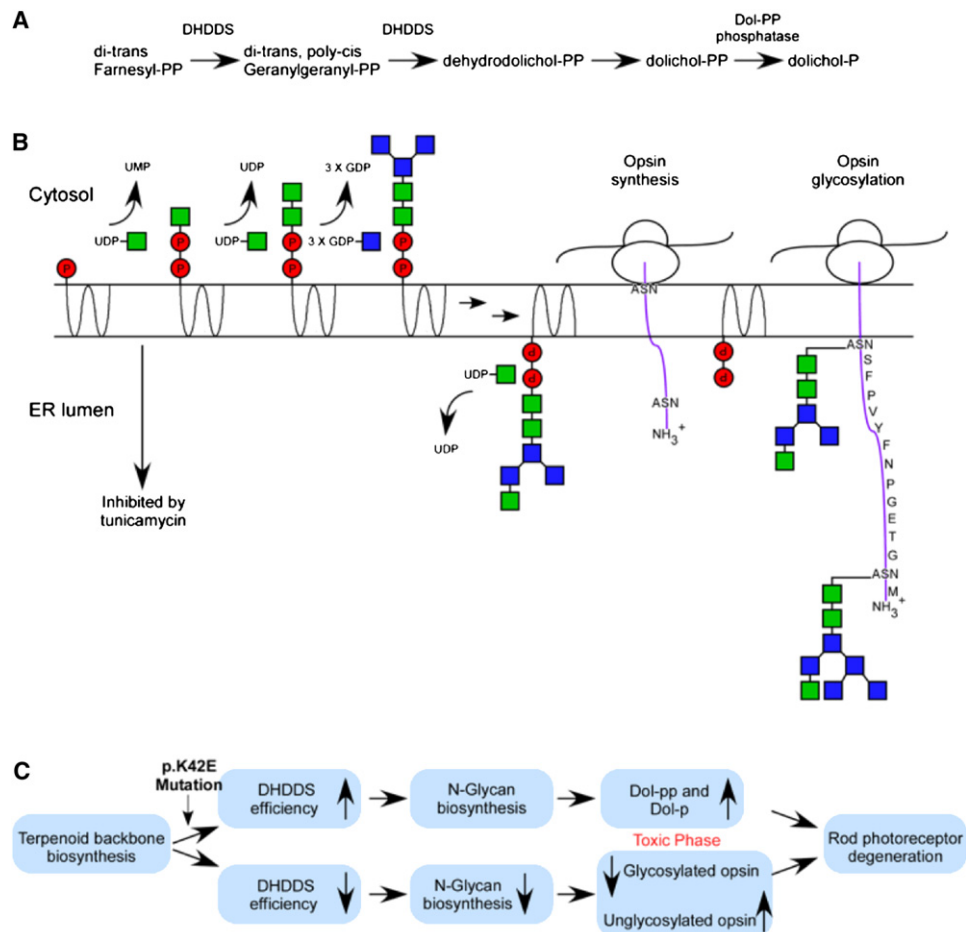 A
DHDDS
DHDDS
Dol-PP
phosphatase
di-trans
Farnesyl-PP
di-trans, poly-cis
Geranylgeranyl-PP
dehydrodolichol-PP
dolichol-PP
dolichol-P
B
Cytosol
UMP
UDP
3 X GDP
Opsin
synthesis
Opsin
glycosylation
UDP
UDP
3 X GDP
P
P
P
P
P
P
P
ASN
P
P
P
P
UDP
UDP
ER lumen
ASN
NH3+
ASN
S
F
P
V
Y
F
N
P
G
E
T
G
ASN
M
NH3+
Inhibited by
tunicamycin
C
p.K42E
Mutation
Terpenoid backbone
biosynthesis
DHDDS
efficiency
N-Glycan
biosynthesis
Dol-pp and
Dol-p
Toxic Phase
Rod photoreceptor
degeneration
DHDDS
efficiency
N-Glycan
biosynthesis
Glycosylated opsin
Unglycosylated opsin